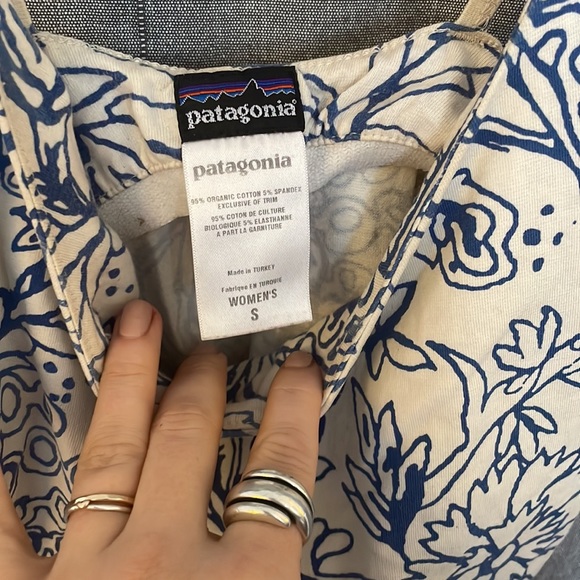 patagonia®
patagonia®
95% ORGANIC COTTON 5% SPANDEX
EXCLUSIVE OF TRIM
95% COTON DE CULTURE
BIOLOGIQUE 5% ELASTHANNE
A PART LA GARNITURE
Made in TURKEY
Fabrique EN TURQUIE
WOMEN'S
S